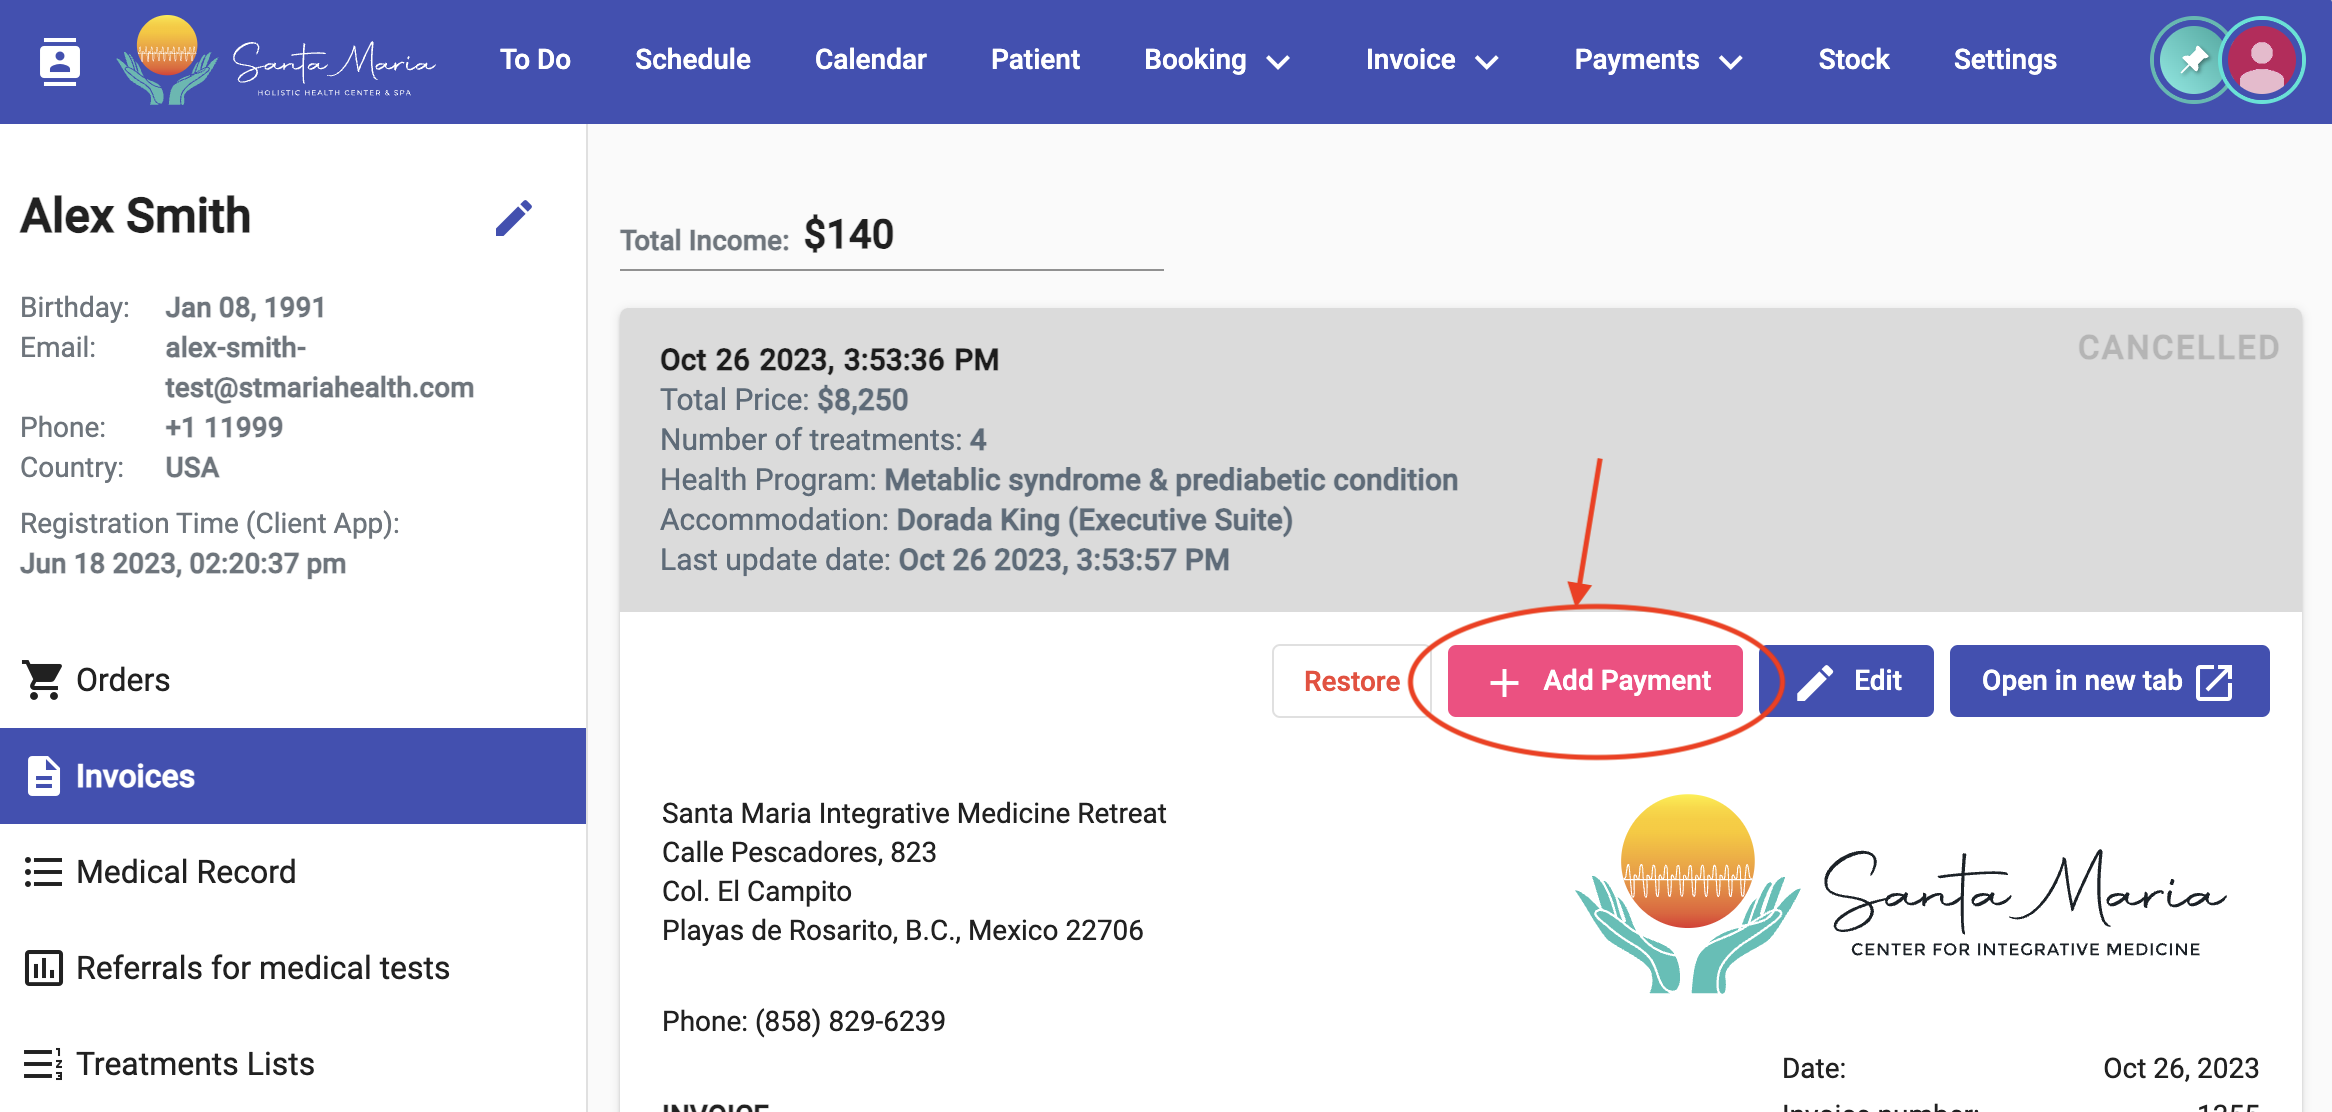 Santa Maria
HOLISTIC HEALTH CENTER & SPA
To Do
Schedule
Calendar
Patient
Booking
Invoice
Payments
Stock
Settings
Alex Smith
Birthday: Jan 08, 1991
Email: alex-smith-
test@stmariahealth.com
Phone: +1 11999
Country: USA
Registration Time (Client App):
Jun 18 2023, 02:20:37 pm
Orders
Invoices
Medical Record
Referrals for medical tests
Treatments Lists
Total Income: $140
CANCELLED
Oct 26 2023, 3:53:36 PM
Total Price: $8,250
Number of treatments: 4
Health Program: Metablic syndrome & prediabetic condition
Accommodation: Dorada King (Executive Suite)
Last update date: Oct 26 2023, 3:53:57 PM
Restore
Add Payment
Edit
Open in new tab
Santa Maria Integrative Medicine Retreat
Calle Pescadores, 823
Col. El Campito
Playas de Rosarito, B.C., Mexico 22706
Phone: (858) 829-6239
Santa Maria
CENTER FOR INTEGRATIVE MEDICINE
Date: Oct 26, 2023
INVOICE
Invoice number: